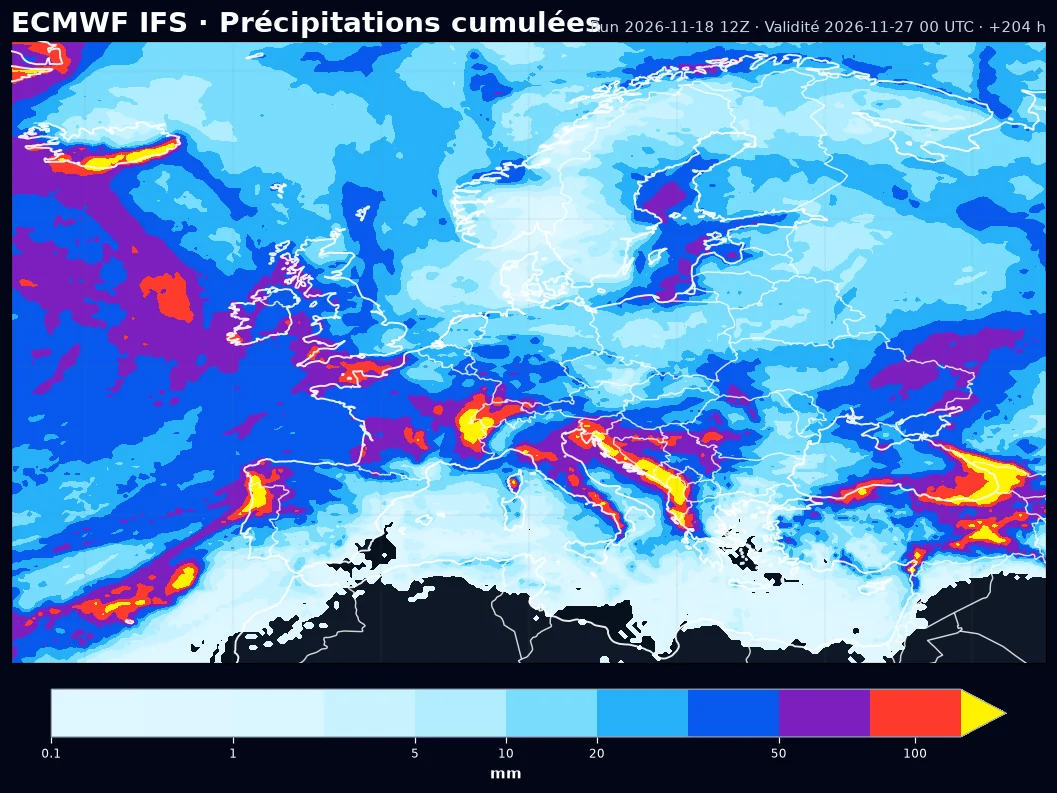 ECMWF IFS · Précipitations cumulées
Run 2026-11-18 12Z · Validité 2026-11-27 00 UTC · +204 h
0.1 1 5 10 20 50 100
mm